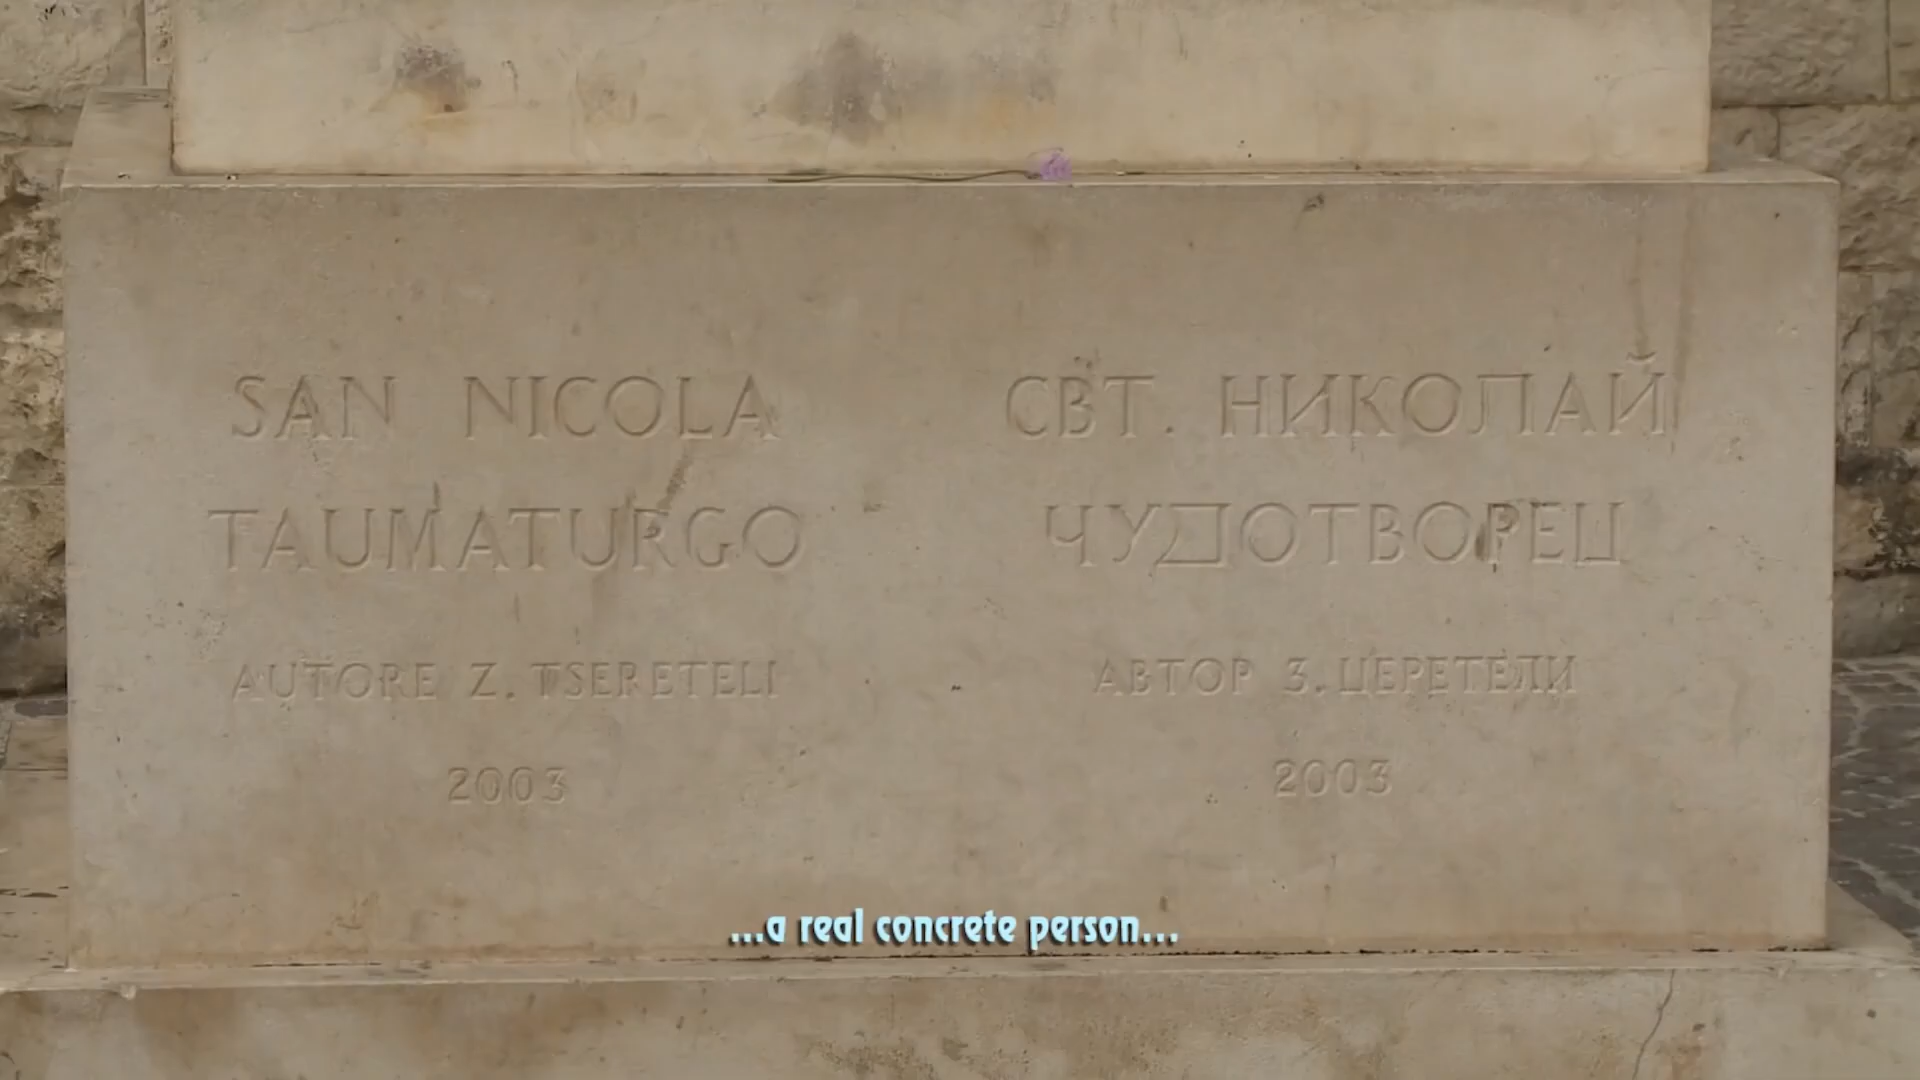 SAN NICOLA
TAUMATURGO
AUTORE Z. TSERETELI
2003
СВТ. НИКОЛАЙ
ЧУДОТВОРЕЦ
АВТОР З. ЦЕРЕТЕЛИ
2003
...a real concrete person...